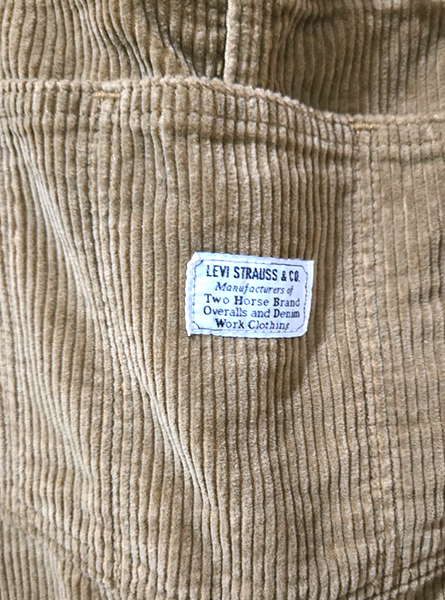 LEVI STRAUSS & CO.
Manufacturers of
Two Horse Brand
Overalls and Denim
Work Clothing